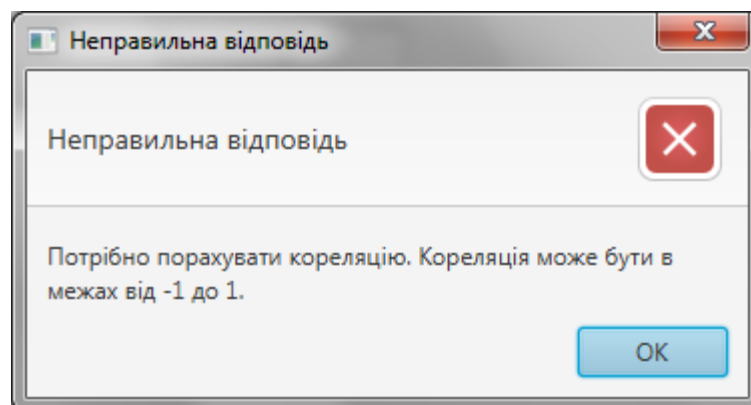 Неправильна відповідь
Неправильна відповідь
Потрібно порахувати кореляцію. Кореляція може бути в
межах від -1 до 1.
OK